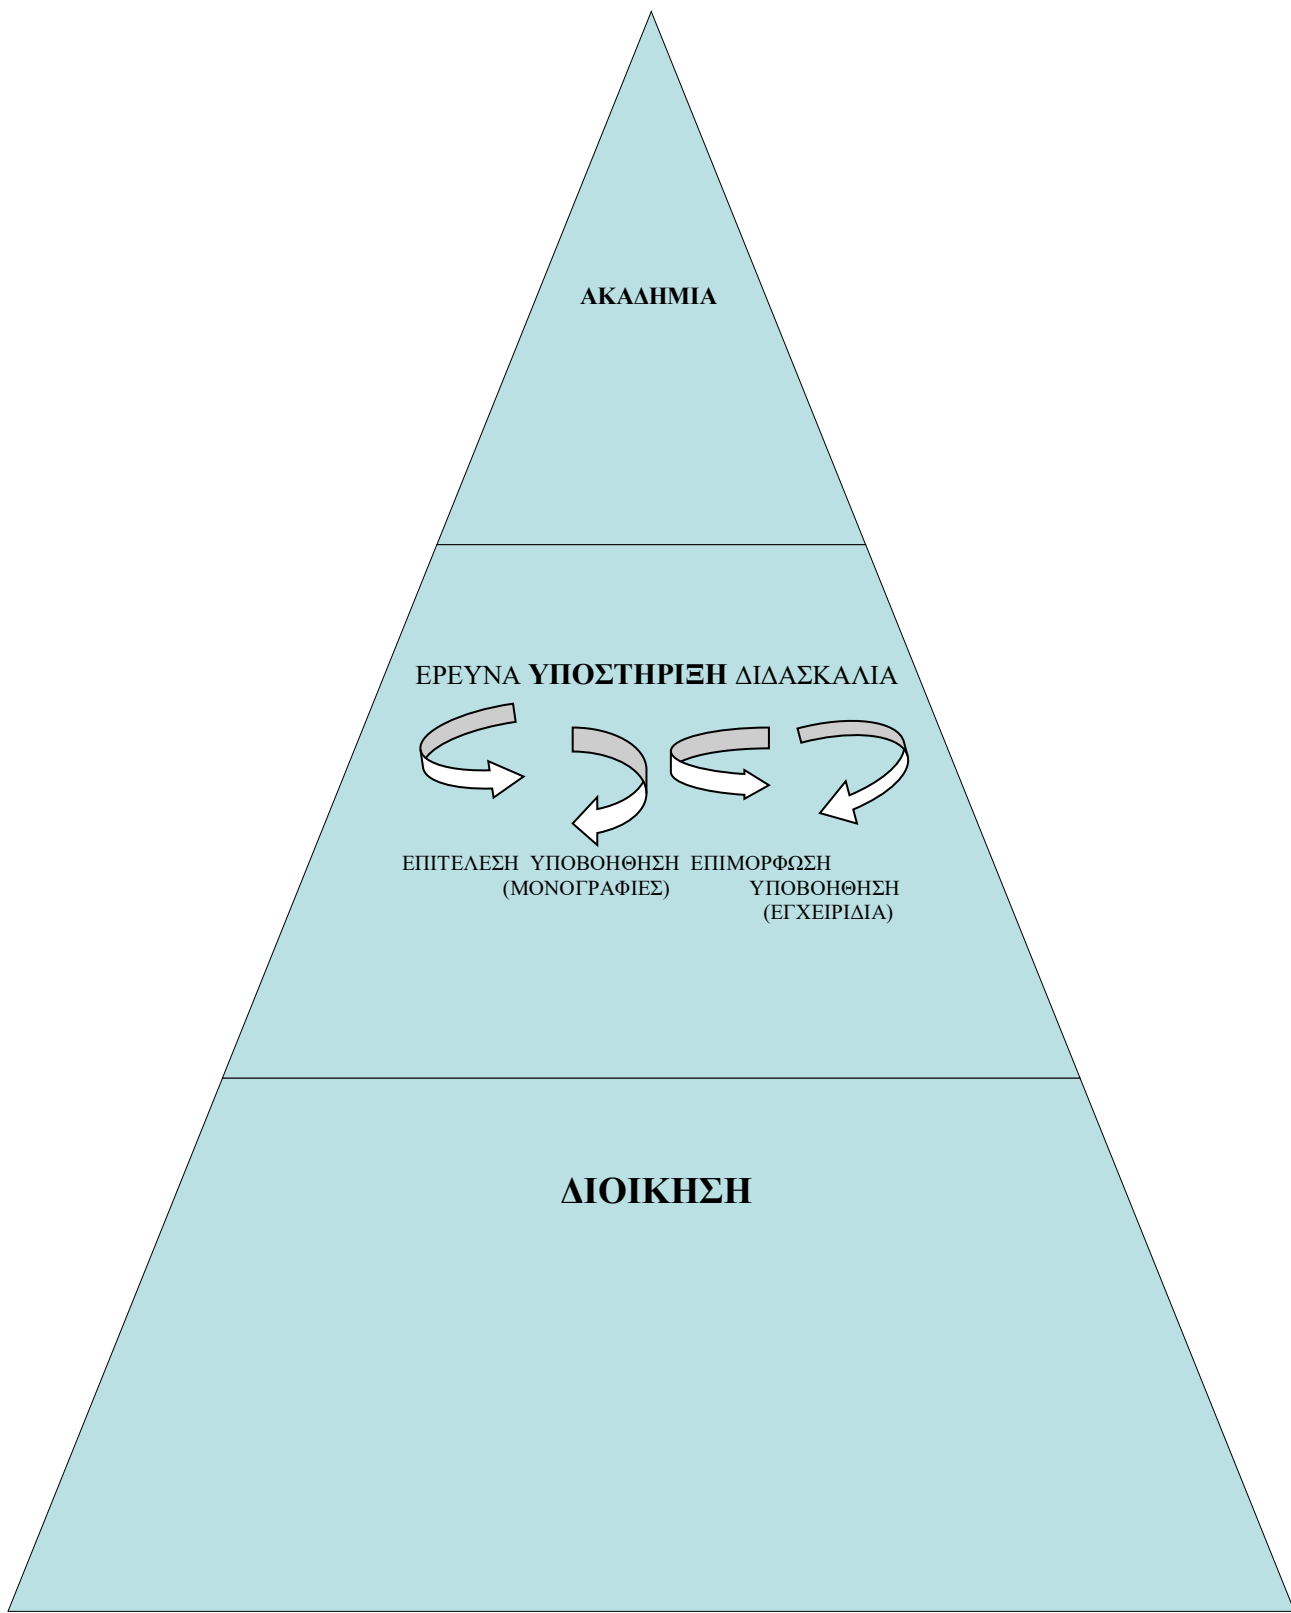 ΑΚΑΔΗΜΙΑ
ΕΡΕΥΝΑ ΥΠΟΣΤΗΡΙΞΗ ΔΙΔΑΣΚΑΛΙΑ
ΕΠΙΤΕΛΕΣΗ ΥΠΟΒΟΗΘΗΣΗ ΕΠΙΜΟΡΦΩΣΗ
(ΜΟΝΟΓΡΑΦΙΕΣ) ΥΠΟΒΟΗΘΗΣΗ
(ΕΓΧΕΙΡΙΔΙΑ)
ΔΙΟΙΚΗΣΗ